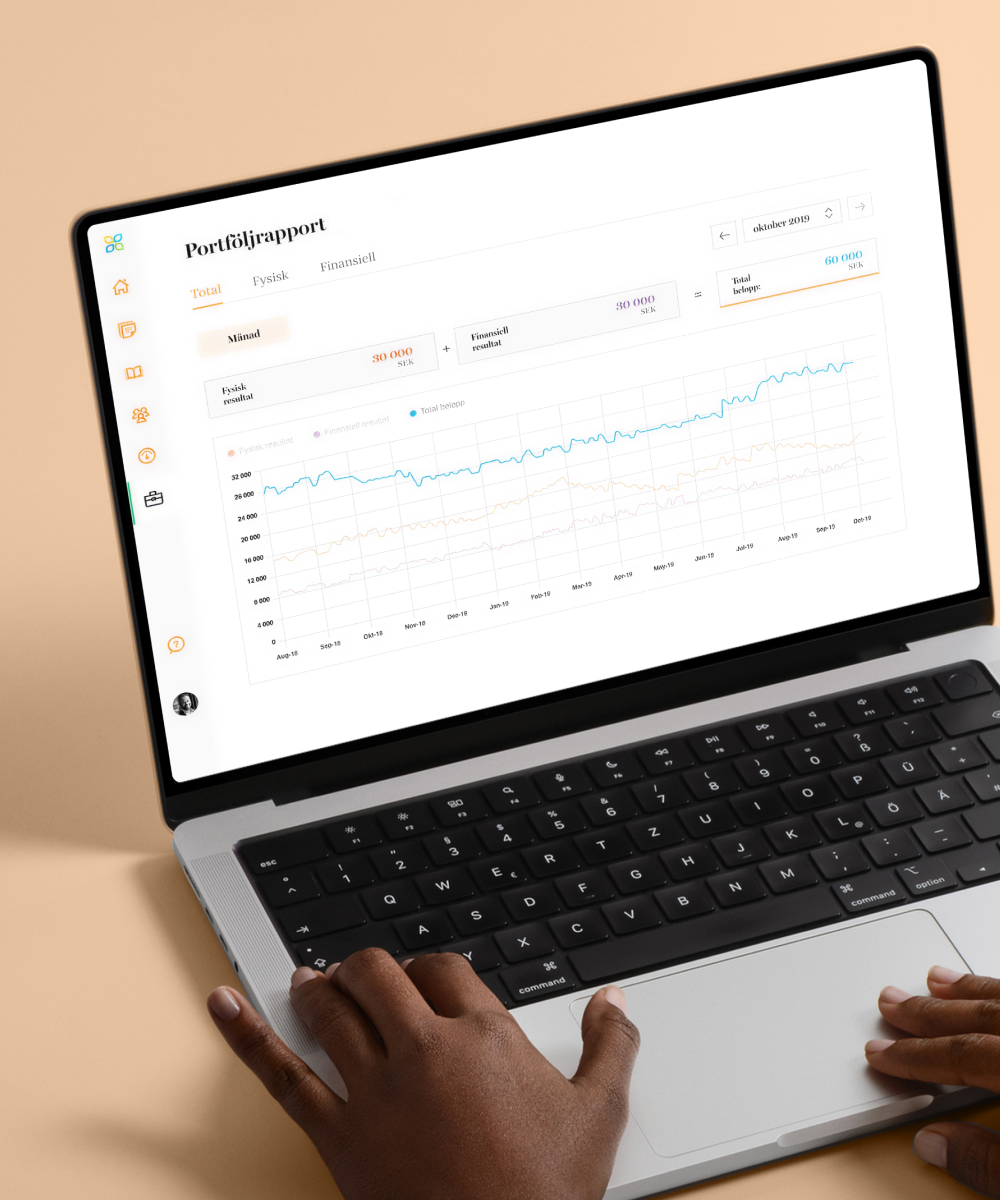 Portföljrapport
Total
Fysisk
Finansiell
oktober 2019
Månad
Fysisk
resultat
30 000
SEK
+
Finansiell
resultat
30 000
SEK
=
Total
belopp:
60 000
SEK
Fysisk resultat
Finansiell resultat
Total belopp
32 000
28 000
24 000
20 000
16 000
12 000
8 000
4 000
0
Aug-18
Sep-18
Okt-18
Nov-18
Dec-18
Jan-19
Feb-19
Mar-19
Apr-19
May-19
Jun-19
Jul-19
Aug-19
Sep-19
Oct-19
?
esc
F1
F2
F3
F4
F5
F6
F7
F8
F9
F10
F11
F12
° ^
! 1
" 2
§ 3
$ 4
% 5
& 6
/ 7
( 8
) 9
= 0
? ß
Q
W
E €
R
T
Z
U
I
O
P
Ü
* +
A
S
D
F
G
H
J
K
L @
Ö
Ä
Y
X
C
V
B
N
M
; ,
: .
_ -
⌘
command
⌘
command
⌥
option